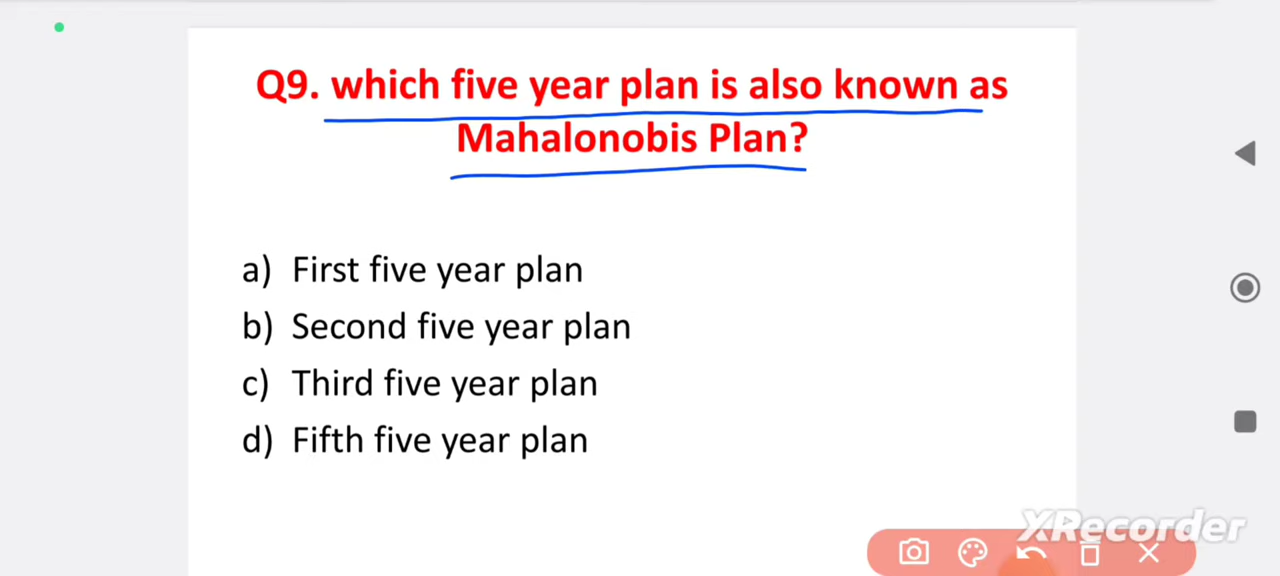 Q9. which five year plan is also known as
Mahalonobis Plan?
a) First five year plan
b) Second five year plan
c) Third five year plan
d) Fifth five year plan
XRecorder